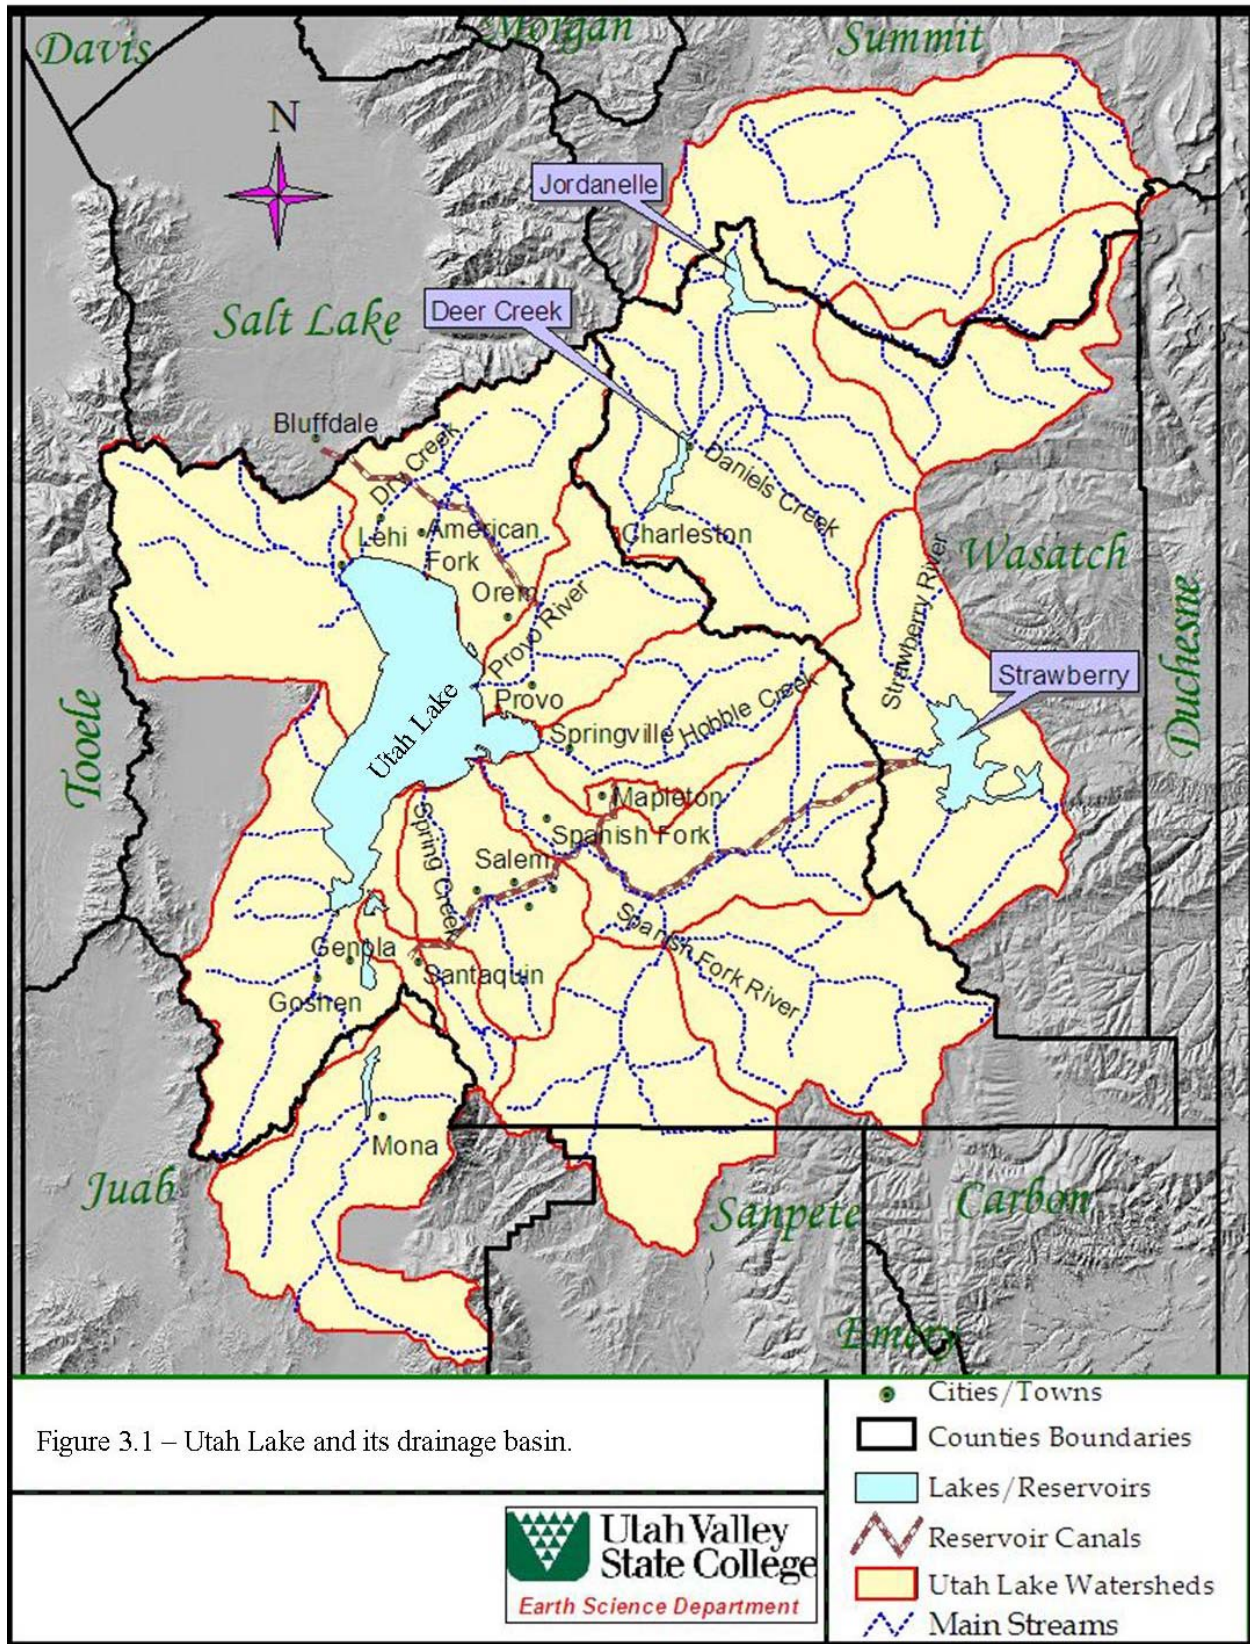 Davis
Morgan
Summit
N
Jordanelle
Salt Lake
Deer Creek
Bluffdale
Dry Creek
Daniels Creek
Lehi
American
Fork
Charleston
Wasatch
Orem
Provo River
Strawberry River
Duchesne
Strawberry
Provo
Utah Lake
Tooele
Springville
Hobble Creek
Mapleton
Spanish Fork
Spring Creek
Salem
Spanish Fork River
Genola
Santaquin
Goshen
Mona
Juab
Sanpete
Carbon
Emery
Figure 3.1 – Utah Lake and its drainage basin.
Utah Valley
State College
Earth Science Department
Cities/Towns
Counties Boundaries
Lakes/Reservoirs
Reservoir Canals
Utah Lake Watersheds
Main Streams